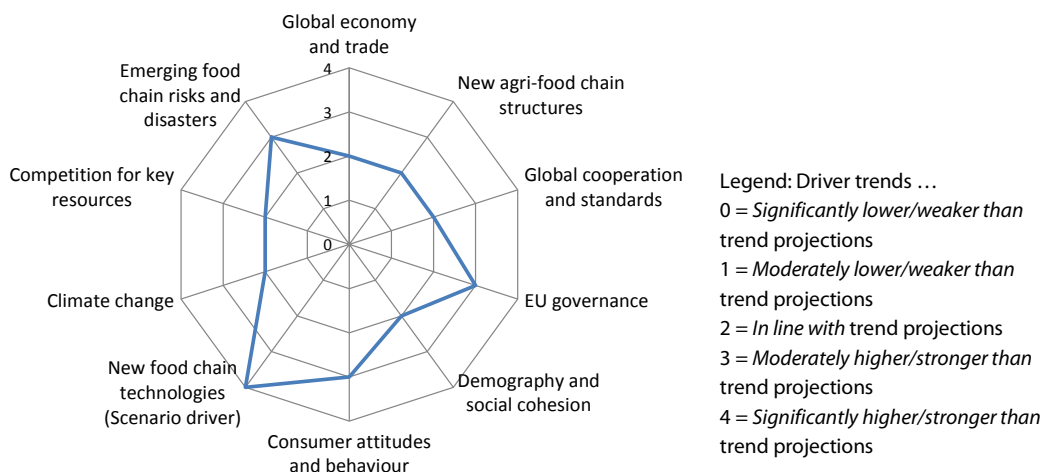 Global economy
and trade
New agri-food chain
structures
Global cooperation
and standards
EU governance
Demography and
social cohesion
Consumer attitudes
and behaviour
New food chain
technologies
(Scenario driver)
Climate change
Competition for key
resources
Emerging food
chain risks and
disasters
4
3
2
1
0
Legend: Driver trends …
0 = Significantly lower/weaker than
trend projections
1 = Moderately lower/weaker than
trend projections
2 = In line with trend projections
3 = Moderately higher/stronger than
trend projections
4 = Significantly higher/stronger than
trend projections